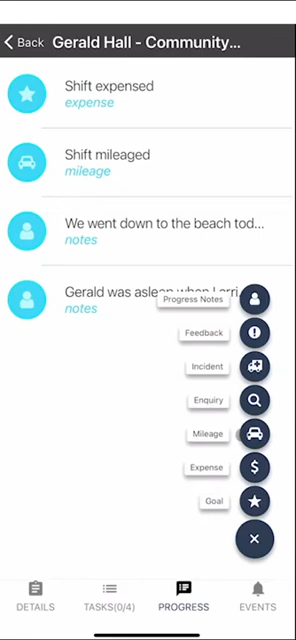 Back
Gerald Hall - Community...
Shift expensed
expense
Shift mileaged
mileage
We went down to the beach tod...
notes
Gerald was asleep when I arri...
notes
Progress Notes
Feedback
Incident
Enquiry
Mileage
Expense
Goal
DETAILS
TASKS(0/4)
PROGRESS
EVENTS